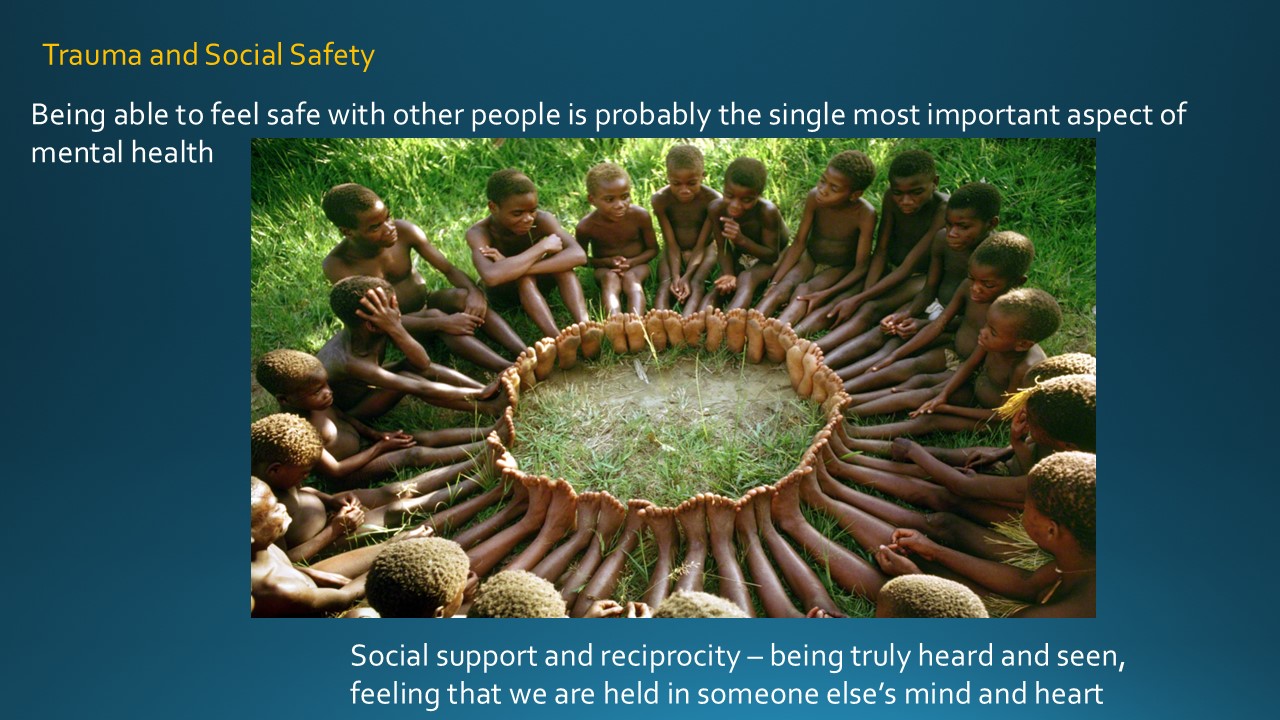 Trauma and Social Safety
Being able to feel safe with other people is probably the single most important aspect of
mental health
Social support and reciprocity – being truly heard and seen,
feeling that we are held in someone else’s mind and heart